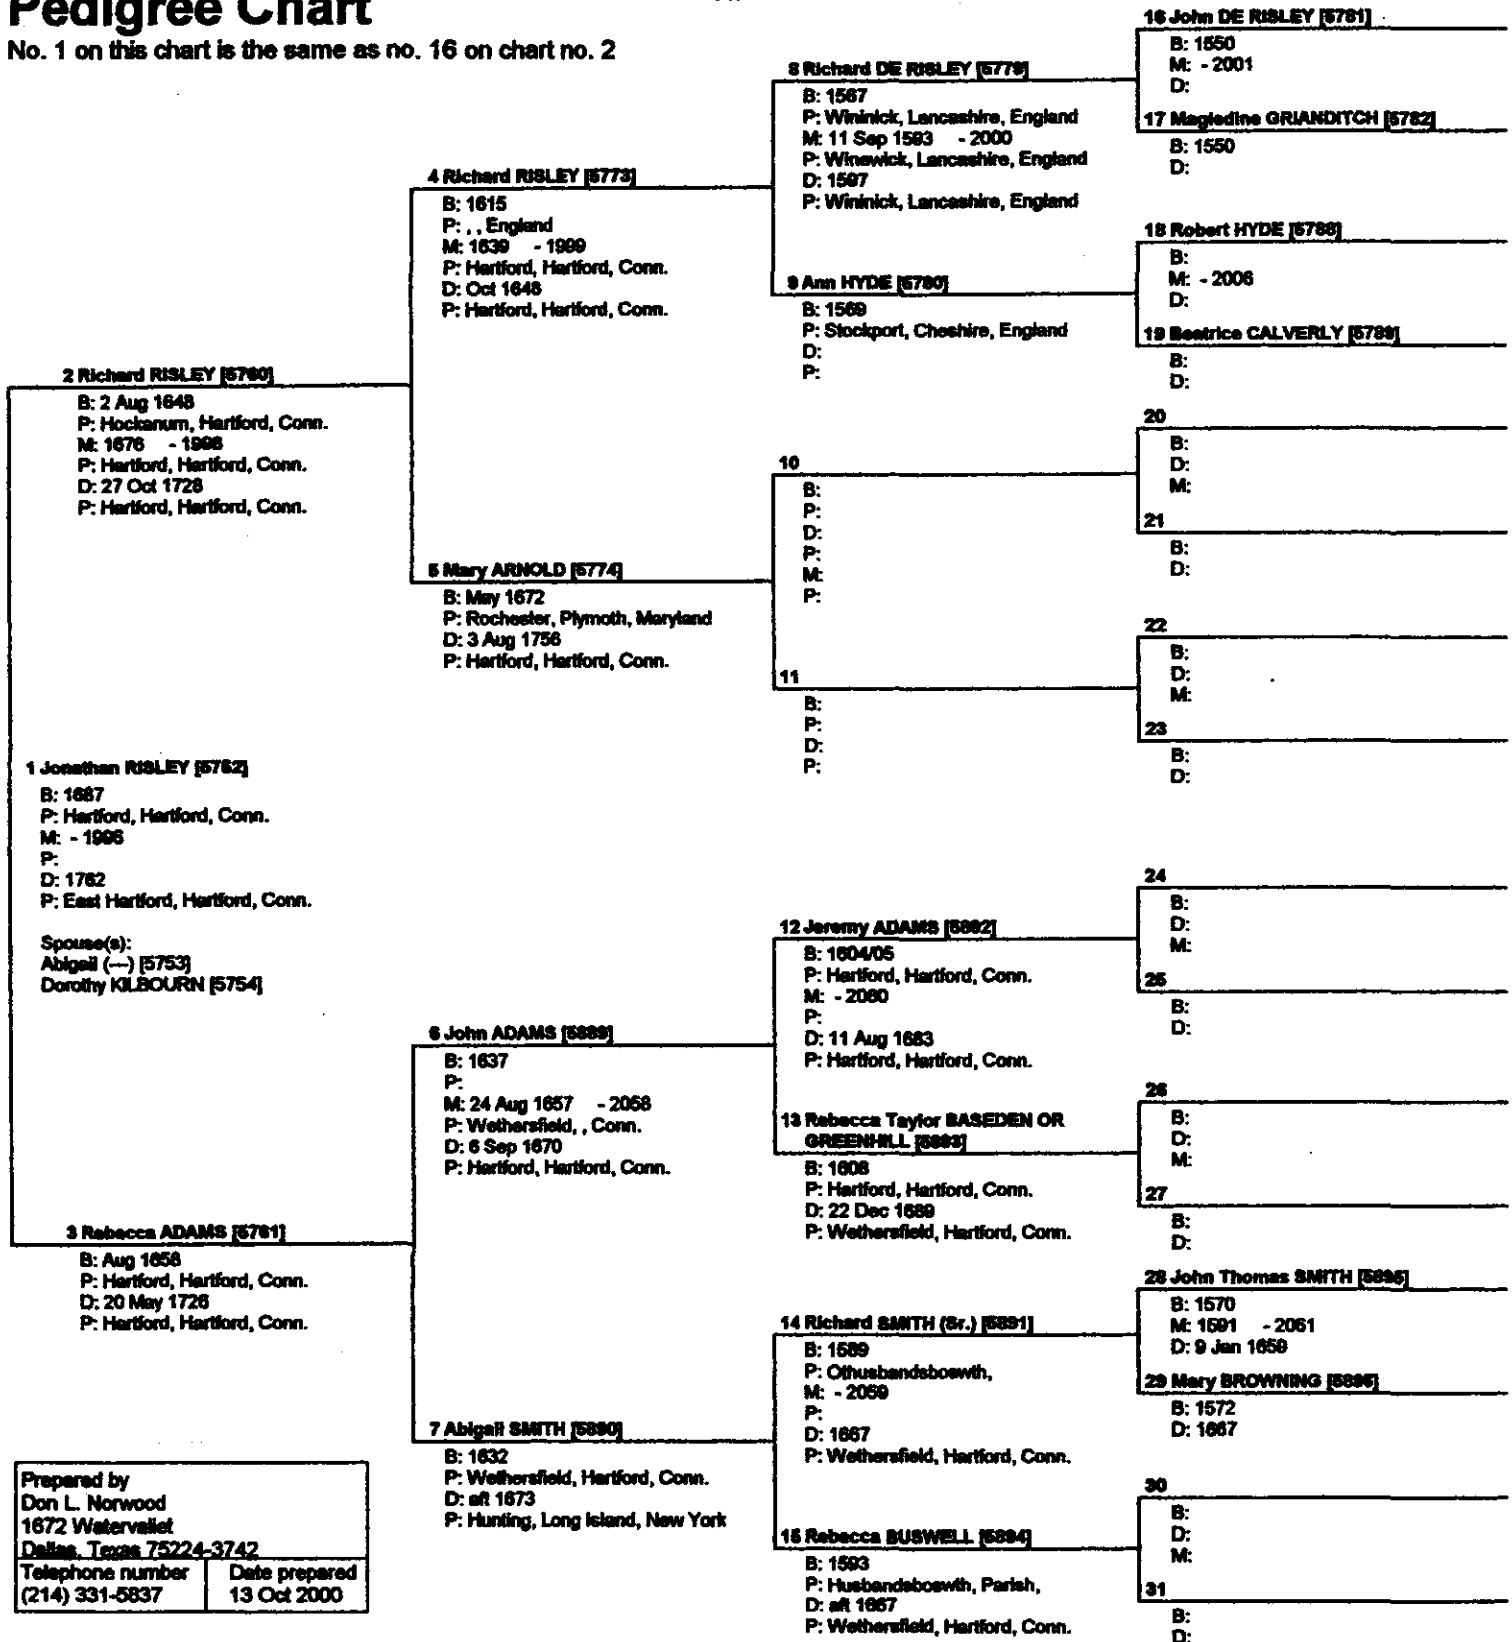 Pedigree Chart
No. 1 on this chart is the same as no. 16 on chart no. 2
1 Jonathan RISLEY [5752]
B: 1687
P: Hartford, Hartford, Conn.
M: - 1996
P:
D: 1762
P: East Hartford, Hartford, Conn.
Spouse(s):
Abigail (---) [5753]
Dorothy KILBOURN [5754]
2 Richard RISLEY [5760]
B: 2 Aug 1648
P: Hockanum, Hartford, Conn.
M: 1676 - 1998
P: Hartford, Hartford, Conn.
D: 27 Oct 1728
P: Hartford, Hartford, Conn.
3 Rebecca ADAMS [5761]
B: Aug 1658
P: Hartford, Hartford, Conn.
D: 20 May 1726
P: Hartford, Hartford, Conn.
4 Richard RISLEY [5773]
B: 1615
P: , , England
M: 1639 - 1999
P: Hartford, Hartford, Conn.
D: Oct 1648
P: Hartford, Hartford, Conn.
5 Mary ARNOLD [5774]
B: May 1672
P: Rochester, Plymoth, Maryland
D: 3 Aug 1756
P: Hartford, Hartford, Conn.
6 John ADAMS [5889]
B: 1637
P:
M: 24 Aug 1657 - 2058
P: Wethersfield, , Conn.
D: 6 Sep 1670
P: Hartford, Hartford, Conn.
7 Abigail SMITH [5890]
B: 1632
P: Wethersfield, Hartford, Conn.
D: aft 1673
P: Hunting, Long Island, New York
8 Richard DE RISLEY [5779]
B: 1567
P: Wininick, Lancashire, England
M: 11 Sep 1593 - 2000
P: Winewick, Lancashire, England
D: 1597
P: Wininick, Lancashire, England
9 Ann HYDE [5780]
B: 1569
P: Stockport, Cheshire, England
D:
P:
10
B:
P:
D:
P:
M:
P:
11
B:
P:
D:
P:
12 Jeremy ADAMS [5892]
B: 1604/05
P: Hartford, Hartford, Conn.
M: - 2060
P:
D: 11 Aug 1683
P: Hartford, Hartford, Conn.
13 Rebecca Taylor BASEDEN OR
GREENHILL [5893]
B: 1608
P: Hartford, Hartford, Conn.
D: 22 Dec 1689
P: Wethersfield, Hartford, Conn.
14 Richard SMITH (Sr.) [5891]
B: 1589
P: Othusbandsboswth,
M: - 2059
P:
D: 1667
P: Wethersfield, Hartford, Conn.
15 Rebecca BUSWELL [5894]
B: 1593
P: Husbandsboswth, Parish,
D: aft 1667
P: Wethersfield, Hartford, Conn.
16 John DE RISLEY [5781]
B: 1550
M: - 2001
D:
17 Magledine GRIANDITCH [5782]
B: 1550
D:
18 Robert HYDE [5788]
B:
M: - 2006
D:
19 Beatrice CALVERLY [5789]
B:
D:
20
B:
D:
M:
21
B:
D:
22
B:
D:
M:
23
B:
D:
24
B:
D:
M:
25
B:
D:
26
B:
D:
M:
27
B:
D:
28 John Thomas SMITH [5895]
B: 1570
M: 1591 - 2061
D: 9 Jan 1659
29 Mary BROWNING [5896]
B: 1572
D: 1667
30
B:
D:
M:
31
B:
D:
Prepared by
Don L. Norwood
1672 Watervaliet
Dallas, Texas 75224-3742
Telephone number
(214) 331-5837
Date prepared
13 Oct 2000